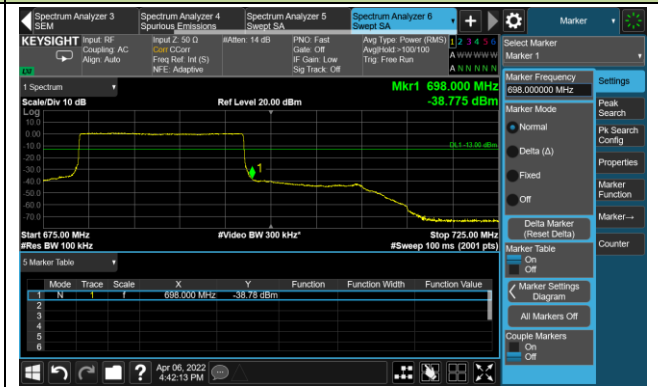 Spectrum Analyzer 3
SEM
Spectrum Analyzer 4
Spurious Emissions
Spectrum Analyzer 5
Swept SA
Spectrum Analyzer 6
Swept SA
Marker
KEYSIGHT
Input: RF
Coupling: AC
Align: Auto
Input Z: 50 Ω
Corr CCorr
Freq Ref: Int (S)
NFE: Adaptive
#Atten: 14 dB
PNO: Fast
Gate: Off
IF Gain: Low
Sig Track: Off
Avg Type: Power (RMS)
Avg|Hold:>100/100
Trig: Free Run
1 2 3 4 5 6
A W W W W W
A N N N N N
Select Marker
Marker 1
1 Spectrum
Mkr1 698.000 MHz
Scale/Div 10 dB
Ref Level 20.00 dBm
-38.775 dBm
Log
10.0
0.00
-10.0
-20.0
-30.0
-40.0
-50.0
-60.0
-70.0
DL1 -13.00 dBm
1
Start 675.00 MHz
#Video BW 300 kHz*
Stop 725.00 MHz
#Res BW 100 kHz
#Sweep 100 ms (2001 pts)
5 Marker Table
Mode Trace Scale X Y Function Function Width Function Value
1 N 1 f 698.000 MHz -38.78 dBm
2
3
4
5
6
Marker Frequency
698.000000 MHz
Marker Mode
Normal
Delta (Δ)
Fixed
Off
Delta Marker
(Reset Delta)
Marker Table
On
Off
Marker Settings
Diagram
All Markers Off
Couple Markers
On
Off
Settings
Peak
Search
Pk Search
Config
Properties
Marker
Function
Marker→
Counter
?
Apr 06, 2022
4:42:13 PM